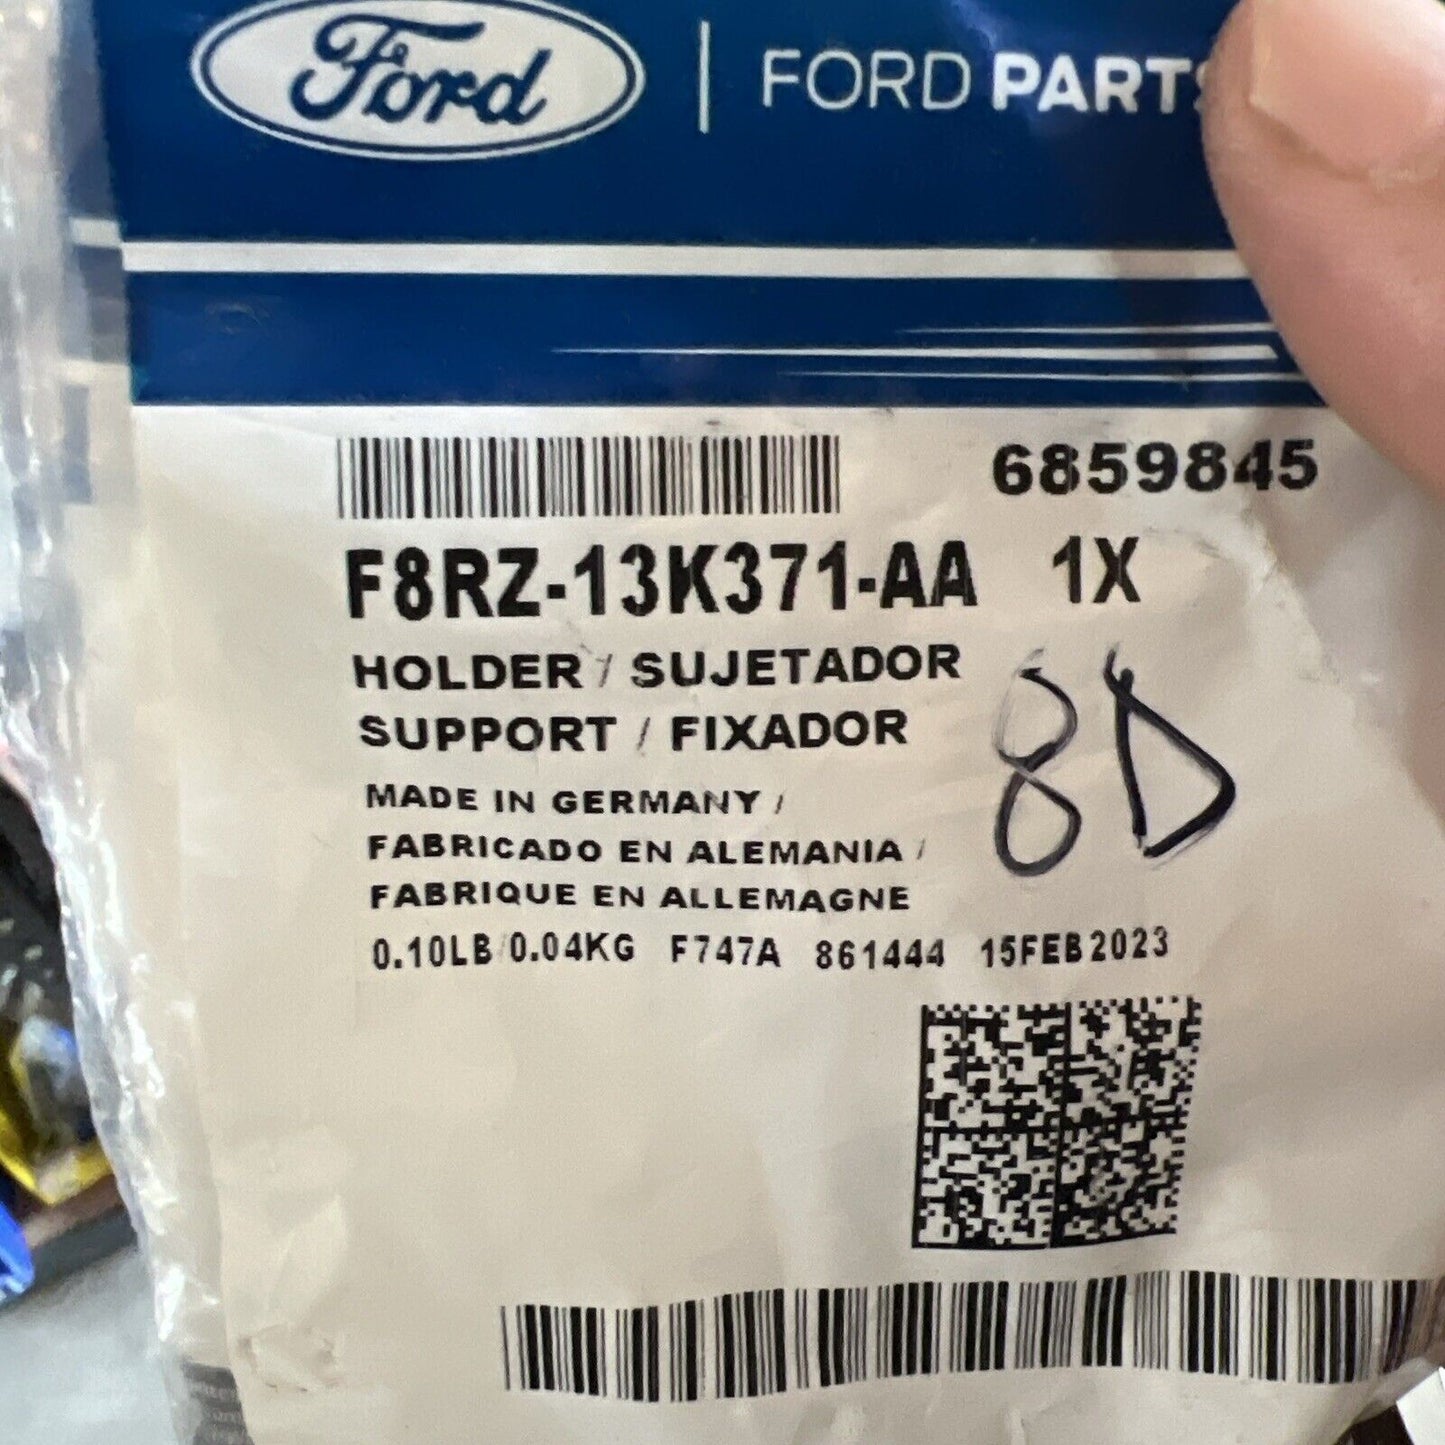 Ford | FORD PARTS
6859845
F8RZ-13K371-AA 1X
HOLDER / SUJETADOR
SUPPORT / FIXADOR
8D
MADE IN GERMANY /
FABRICADO EN ALEMANIA /
FABRIQUE EN ALLEMAGNE
0.10LB/0.04KG F747A 861444 15FEB2023